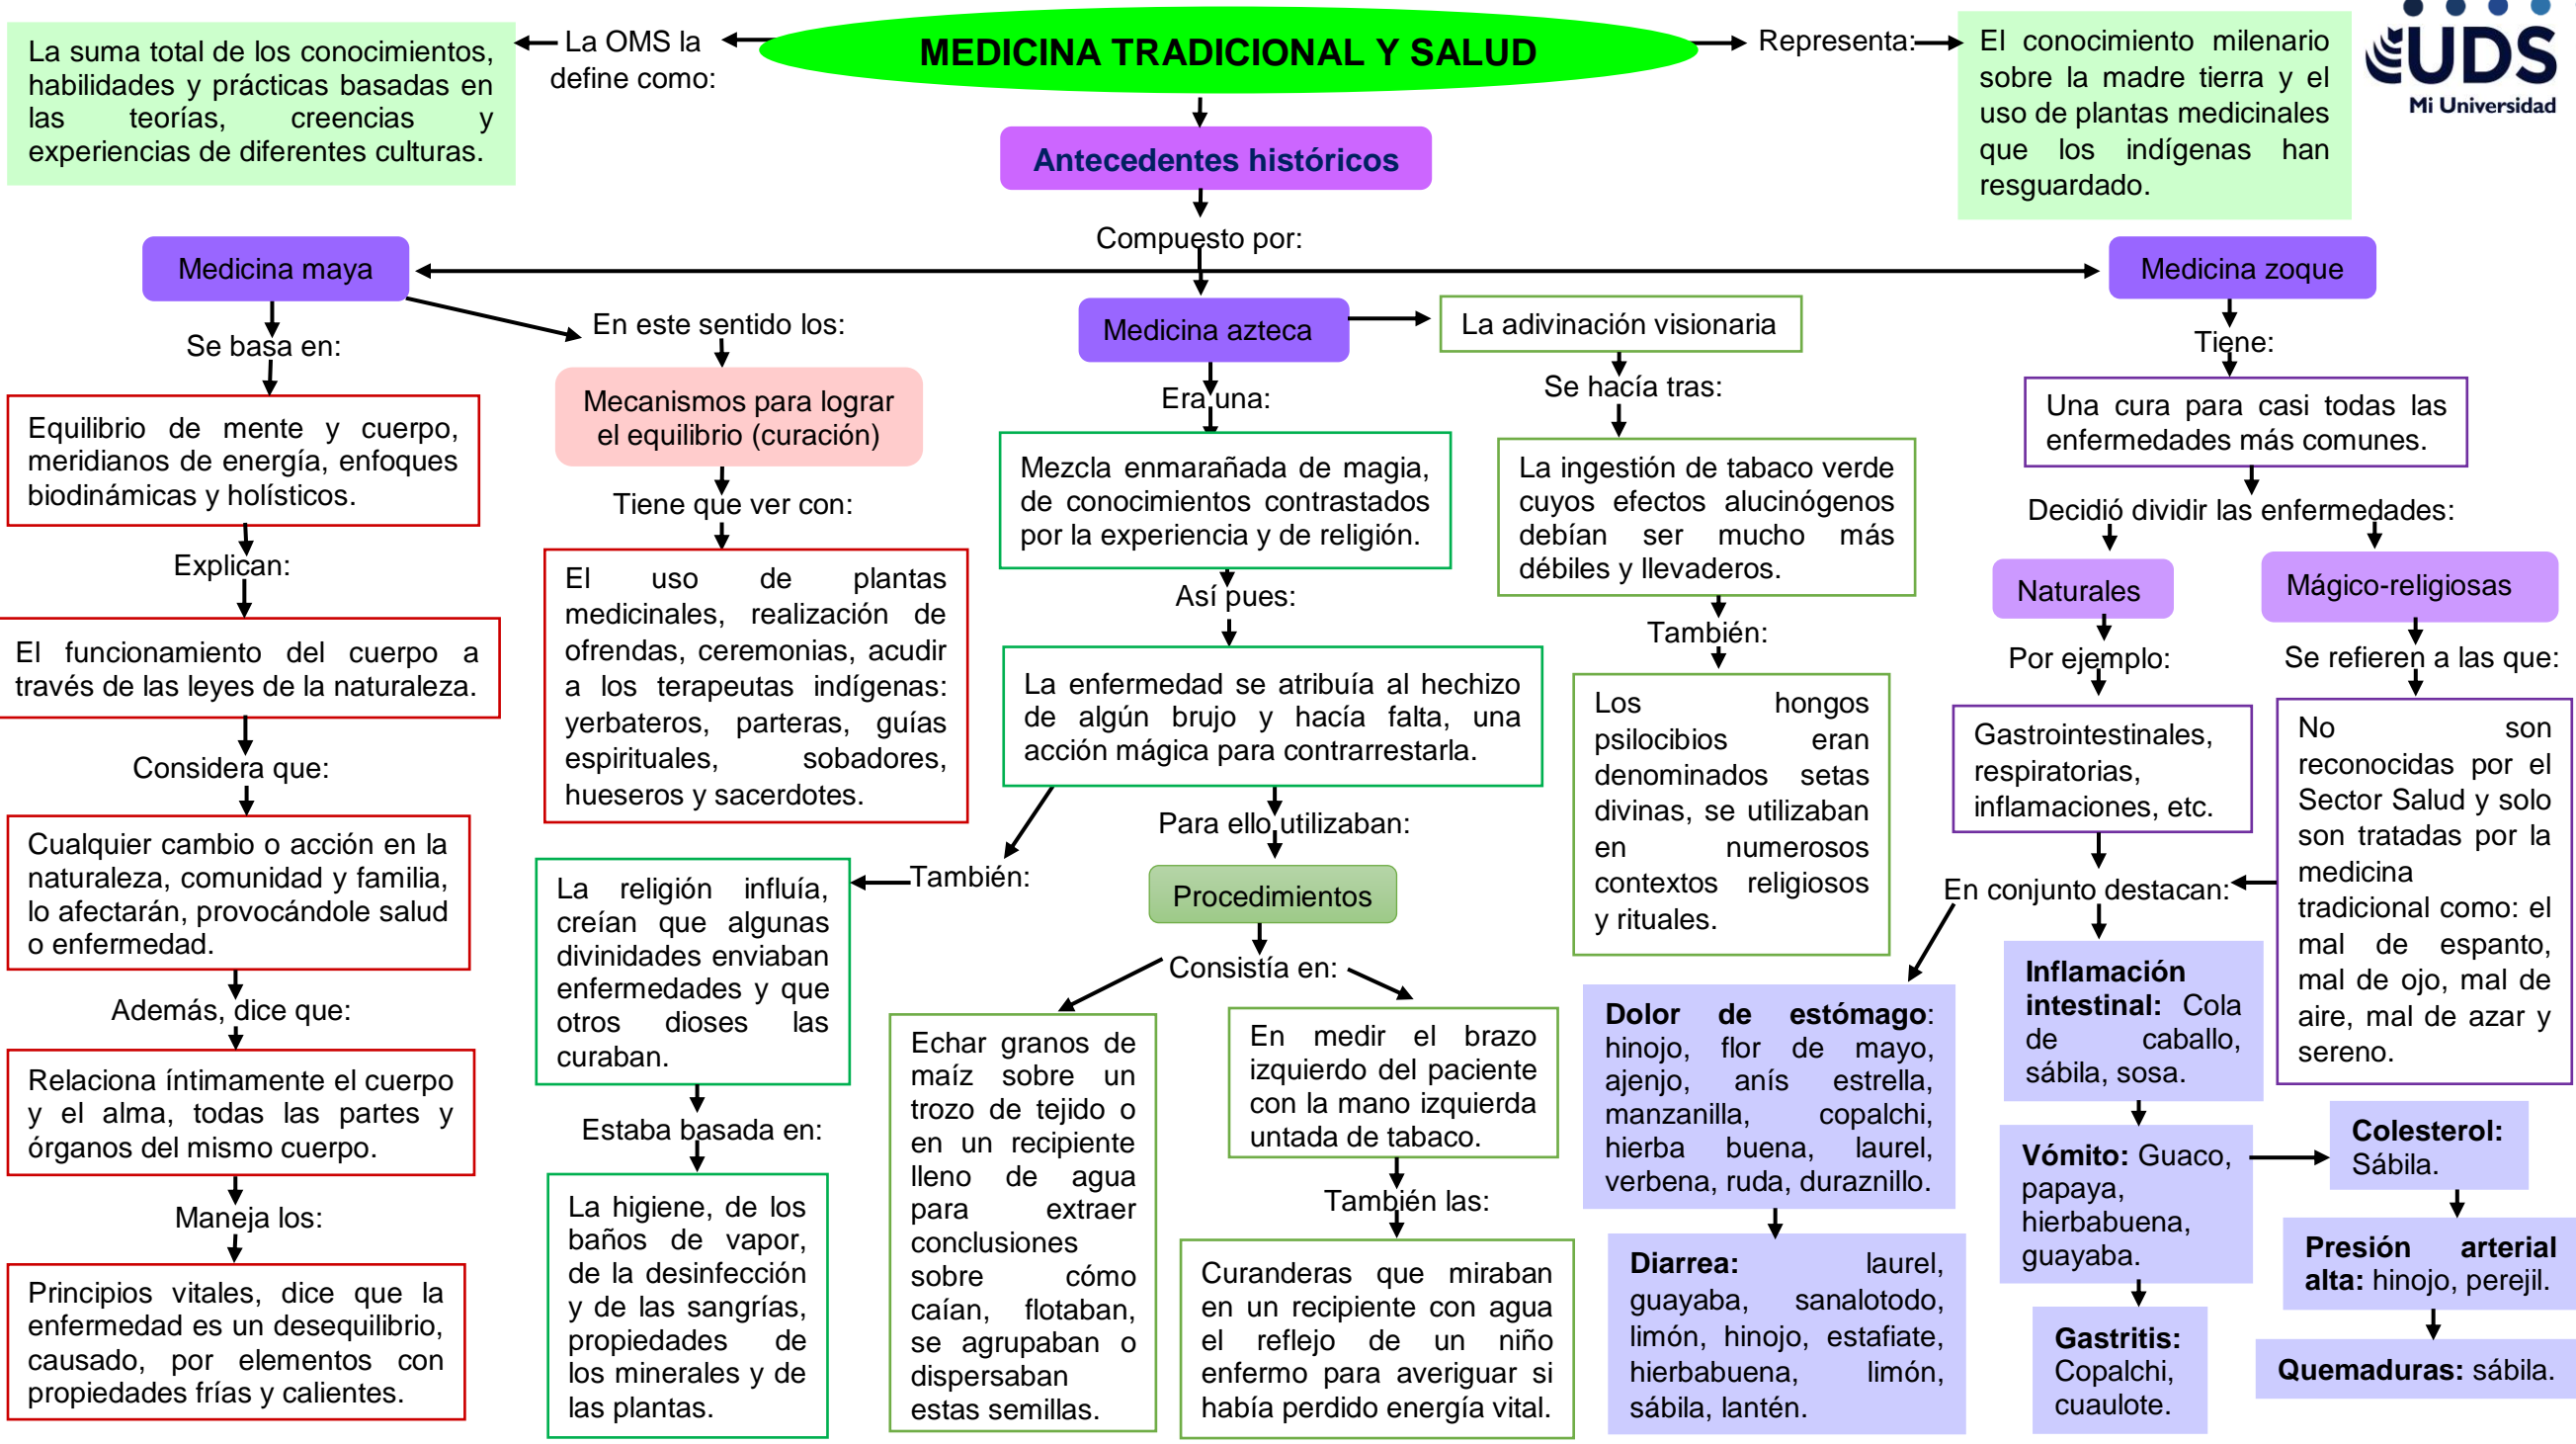 MEDICINA TRADICIONAL Y SALUD
La OMS la
define como:
La suma total de los conocimientos,
habilidades y prácticas basadas en
las teorías, creencias y
experiencias de diferentes culturas.
Representa:
El conocimiento milenario
sobre la madre tierra y el
uso de plantas medicinales
que los indígenas han
resguardado.
UDS
Mi Universidad
Antecedentes históricos
Compuesto por:
Medicina maya
Se basa en:
Equilibrio de mente y cuerpo,
meridianos de energía, enfoques
biodinámicas y holísticos.
Explican:
El funcionamiento del cuerpo a
través de las leyes de la naturaleza.
Considera que:
Cualquier cambio o acción en la
naturaleza, comunidad y familia,
lo afectarán, provocándole salud
o enfermedad.
Además, dice que:
Relaciona íntimamente el cuerpo
y el alma, todas las partes y
órganos del mismo cuerpo.
Maneja los:
Principios vitales, dice que la
enfermedad es un desequilibrio,
causado, por elementos con
propiedades frías y calientes.
En este sentido los:
Mecanismos para lograr
el equilibrio (curación)
Tiene que ver con:
El uso de plantas
medicinales, realización de
ofrendas, ceremonias, acudir
a los terapeutas indígenas:
yerbateros, parteras, guías
espirituales, sobadores,
hueseros y sacerdotes.
Medicina azteca
Era una:
Mezcla enmarañada de magia,
de conocimientos contrastados
por la experiencia y de religión.
Así pues:
La enfermedad se atribuía al hechizo
de algún brujo y hacía falta, una
acción mágica para contrarrestarla.
También:
La religión influía,
creían que algunas
divinidades enviaban
enfermedades y que
otros dioses las
curaban.
Estaba basada en:
La higiene, de los
baños de vapor,
de la desinfección
y de las sangrías,
propiedades de
los minerales y de
las plantas.
Para ello utilizaban:
Procedimientos
Consistía en:
Echar granos de
maíz sobre un
trozo de tejido o
en un recipiente
lleno de agua
para extraer
conclusiones
sobre cómo
caían, flotaban,
se agrupaban o
dispersaban
estas semillas.
En medir el brazo
izquierdo del paciente
con la mano izquierda
untada de tabaco.
También las:
Curanderas que miraban
en un recipiente con agua
el reflejo de un niño
enfermo para averiguar si
había perdido energía vital.
La adivinación visionaria
Se hacía tras:
La ingestión de tabaco verde
cuyos efectos alucinógenos
debían ser mucho más
débiles y llevaderos.
También:
Los hongos
psilocibios eran
denominados setas
divinas, se utilizaban
en numerosos
contextos religiosos
y rituales.
Medicina zoque
Tiene:
Una cura para casi todas las
enfermedades más comunes.
Decidió dividir las enfermedades:
Naturales
Por ejemplo:
Gastrointestinales,
respiratorias,
inflamaciones, etc.
Mágico-religiosas
Se refieren a las que:
No son
reconocidas por el
Sector Salud y solo
son tratadas por la
medicina
tradicional como: el
mal de espanto,
mal de ojo, mal de
aire, mal de azar y
sereno.
En conjunto destacan:
Dolor de estómago:
hinojo, flor de mayo,
ajenjo, anís estrella,
manzanilla, copalchi,
hierba buena, laurel,
verbena, ruda, duraznillo.
Diarrea: laurel,
guayaba, sanalotodo,
limón, hinojo, estafiate,
hierbabuena, limón,
sábila, lantén.
Inflamación
intestinal: Cola
de caballo,
sábila, sosa.
Vómito: Guaco,
papaya,
hierbabuena,
guayaba.
Gastritis:
Copalchi,
cuaulote.
Colesterol:
Sábila.
Presión arterial
alta: hinojo, perejil.
Quemaduras: sábila.